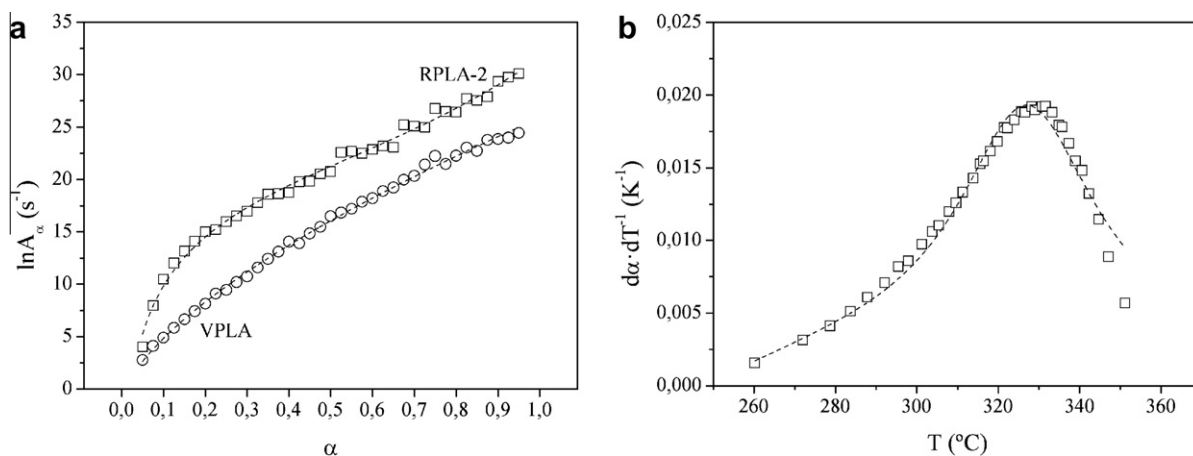 a
35
30
25
20
15
10
5
0
lnAα (s⁻¹)
RPLA-2
VPLA
0,0 0,1 0,2 0,3 0,4 0,5 0,6 0,7 0,8 0,9 1,0
α
b
0,025
0,020
0,015
0,010
0,005
0,000
dα·dT⁻¹ (K⁻¹)
260 280 300 320 340 360
T (ºC)